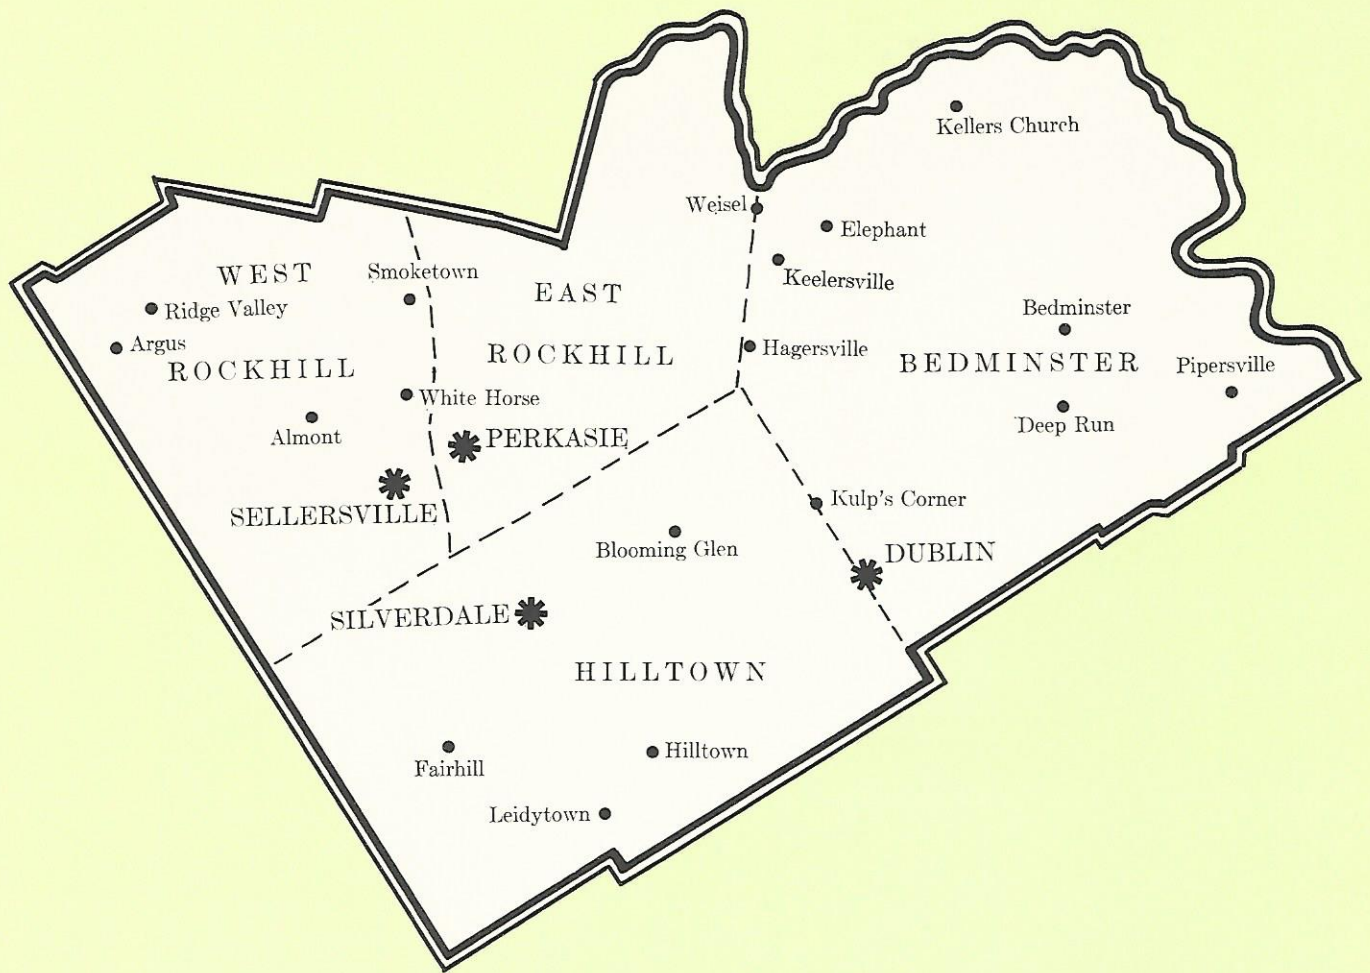 Kellers Church
Weisel
Elephant
WEST
Smoketown
Keelersville
EAST
Ridge Valley
Bedminster
Argus
Hagersville
ROCKHILL
ROCKHILL
BEDMINSTER
Pipersville
White Horse
Deep Run
Almont
PERKASIE
Kulp's Corner
SELLERSVILLE
Blooming Glen
DUBLIN
SILVERDALE
HILLTOWN
Hilltown
Fairhill
Leidytown